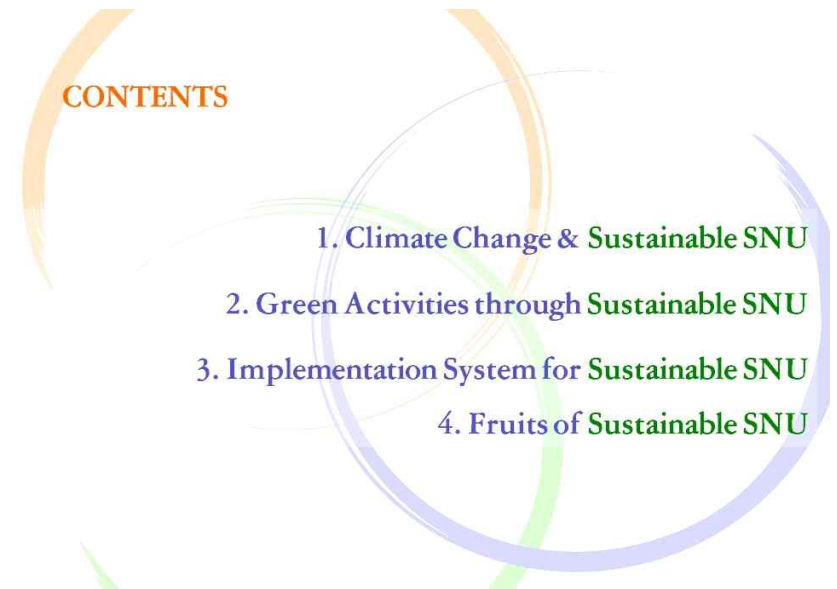 CONTENTS
1. Climate Change & Sustainable SNU
2. Green Activities through Sustainable SNU
3. Implementation System for Sustainable SNU
4. Fruits of Sustainable SNU